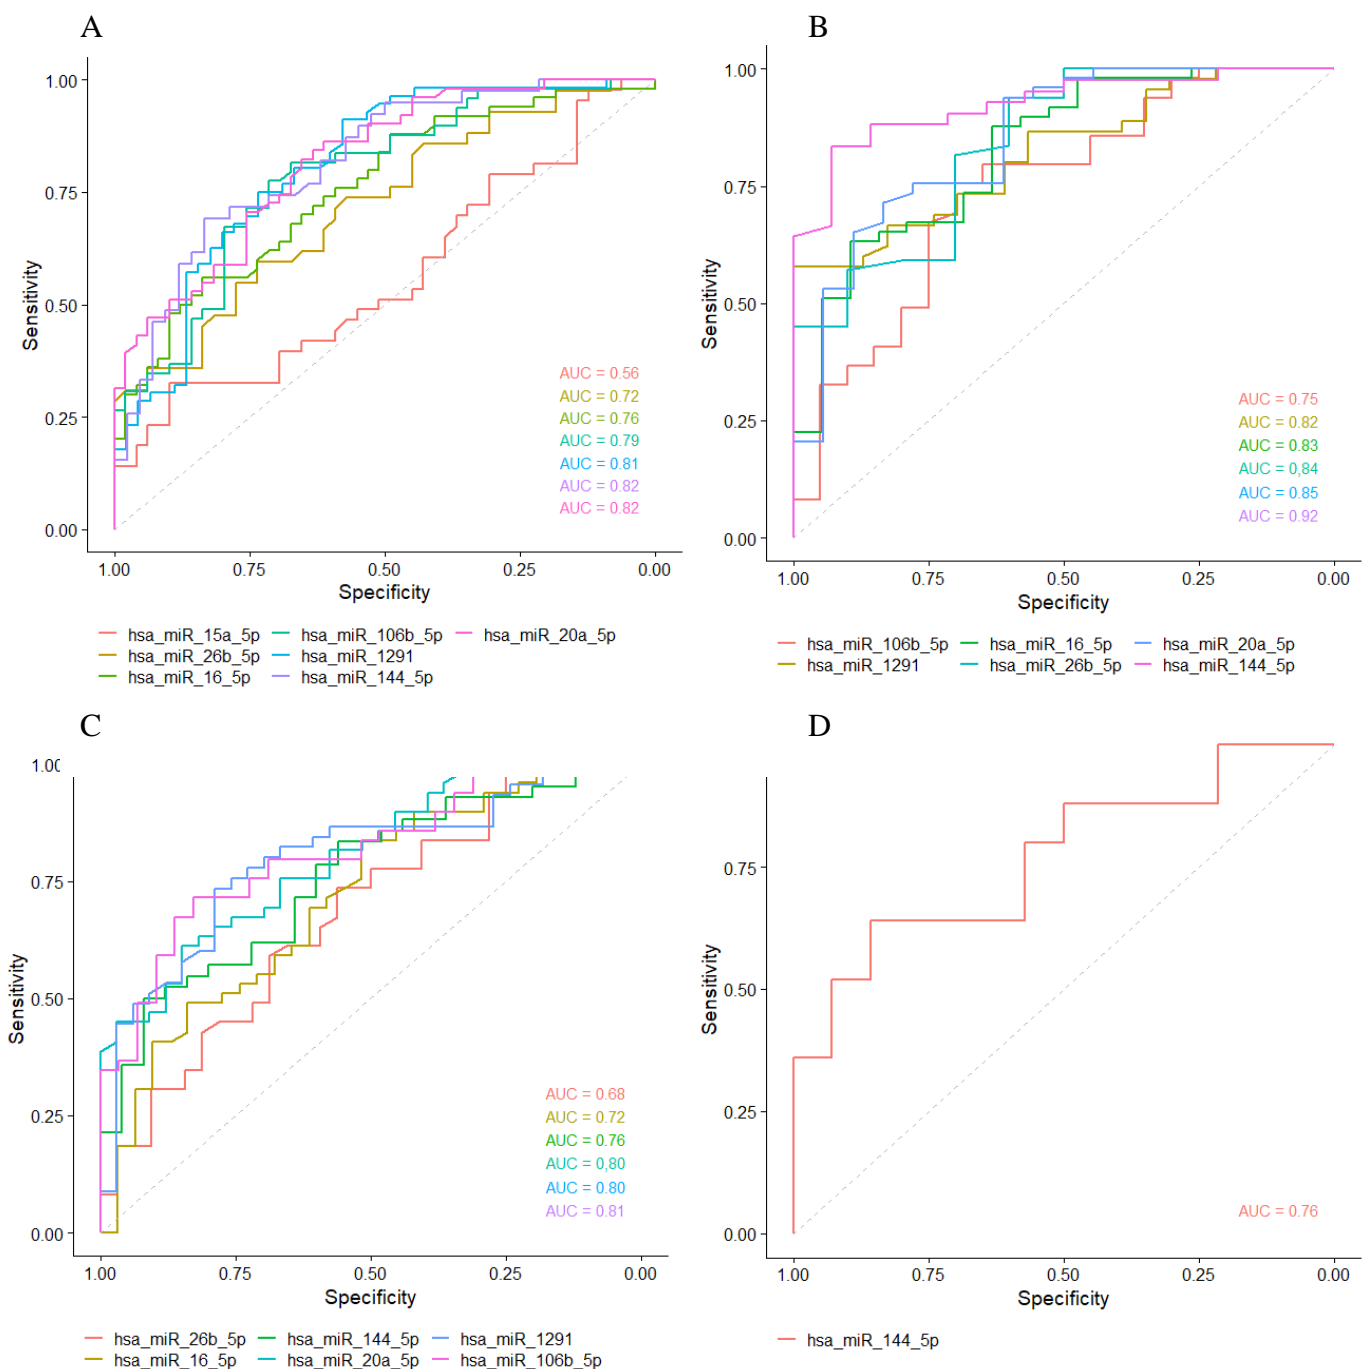 A
1.00
0.75
0.50
0.25
0.00
Sensitivity
AUC = 0.56
AUC = 0.72
AUC = 0.76
AUC = 0.79
AUC = 0.81
AUC = 0.82
AUC = 0.82
1.00 0.75 0.50 0.25 0.00
Specificity
hsa_miR_15a_5p hsa_miR_106b_5p hsa_miR_20a_5p
hsa_miR_26b_5p hsa_miR_1291
hsa_miR_16_5p hsa_miR_144_5p
B
1.00
0.75
0.50
0.25
0.00
Sensitivity
AUC = 0.75
AUC = 0.82
AUC = 0.83
AUC = 0,84
AUC = 0.85
AUC = 0.92
1.00 0.75 0.50 0.25 0.00
Specificity
hsa_miR_106b_5p hsa_miR_16_5p hsa_miR_20a_5p
hsa_miR_1291 hsa_miR_26b_5p hsa_miR_144_5p
C
0.75
0.50
0.25
0.00
Sensitivity
AUC = 0.68
AUC = 0.72
AUC = 0.76
AUC = 0,80
AUC = 0.80
AUC = 0.81
1.00 0.75 0.50 0.25 0.00
Specificity
hsa_miR_26b_5p hsa_miR_144_5p hsa_miR_1291
hsa_miR_16_5p hsa_miR_20a_5p hsa_miR_106b_5p
D
0.75
0.50
0.25
0.00
Sensitivity
AUC = 0.76
1.00 0.75 0.50 0.25 0.00
Specificity
hsa_miR_144_5p